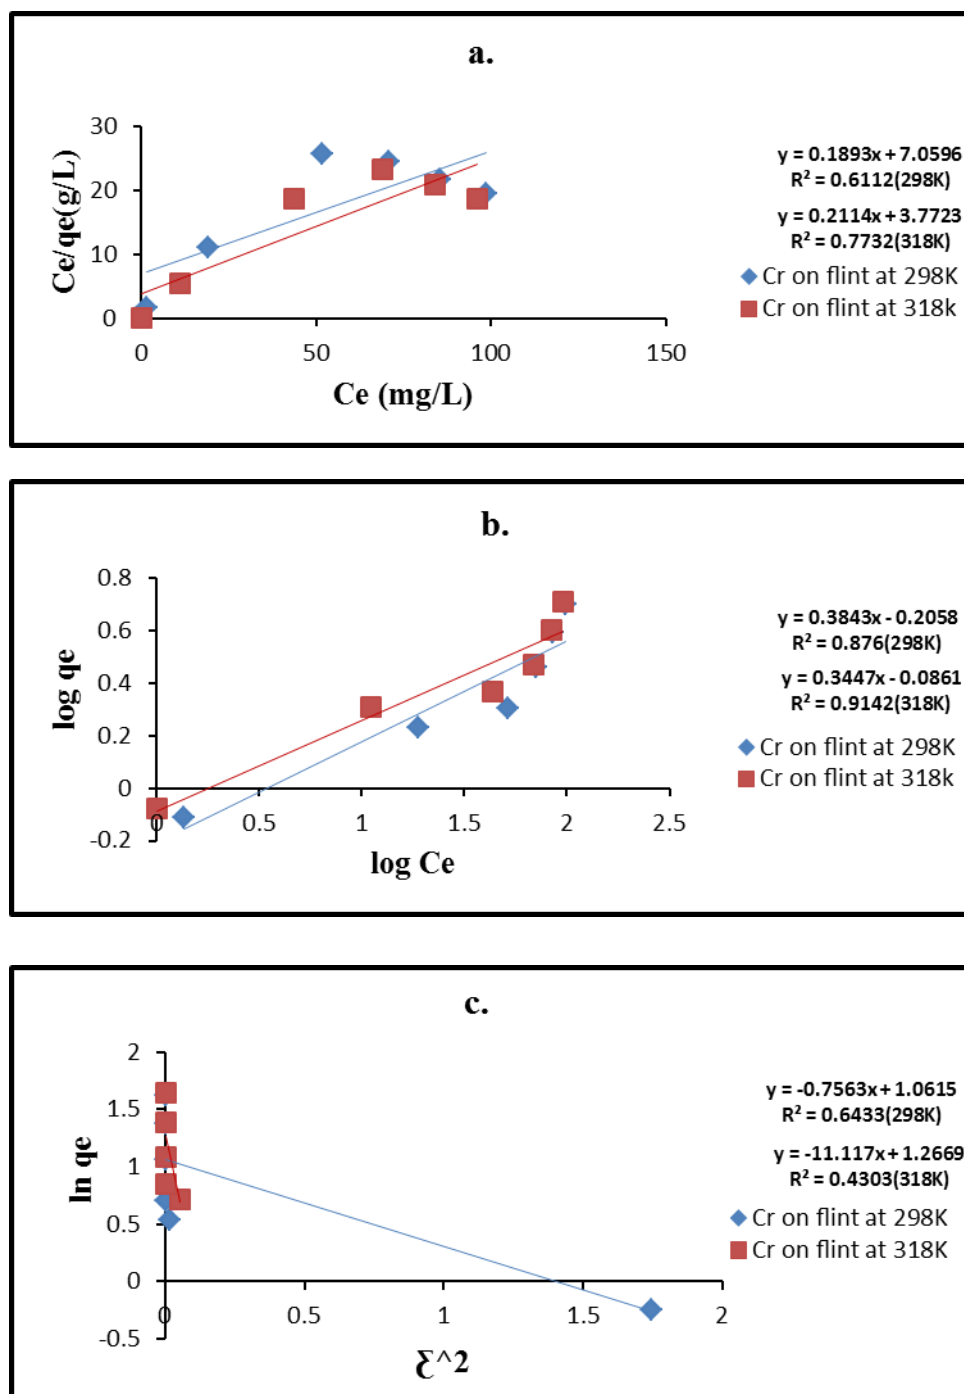 a.
Ce/qe(g/L)
30
20
10
0
0
50
100
150
Ce (mg/L)
y = 0.1893x + 7.0596
R² = 0.6112(298K)
y = 0.2114x + 3.7723
R² = 0.7732(318K)
Cr on flint at 298K
Cr on flint at 318k
b.
log qe
0.8
0.6
0.4
0.2
0
-0.2
0
0.5
1
1.5
2
2.5
log Ce
y = 0.3843x - 0.2058
R² = 0.876(298K)
y = 0.3447x - 0.0861
R² = 0.9142(318K)
Cr on flint at 298K
Cr on flint at 318k
c.
ln qe
2
1.5
1
0.5
0
-0.5
0
0.5
1
1.5
2
Ƹ^2
y = -0.7563x + 1.0615
R² = 0.6433(298K)
y = -11.117x + 1.2669
R² = 0.4303(318K)
Cr on flint at 298K
Cr on flint at 318K